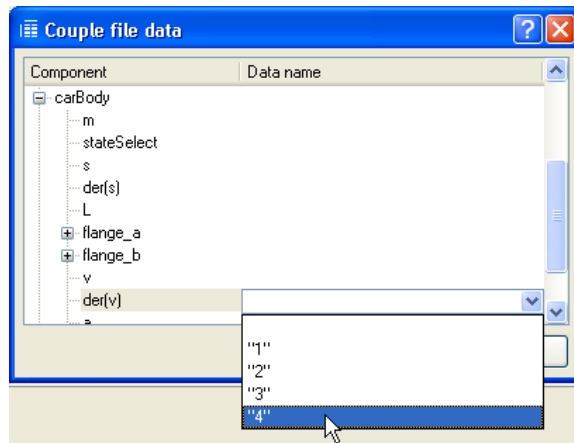 Couple file data
Component Data name
carBody
m
stateSelect
s
der(s)
L
flange_a
flange_b
v
der(v)
a
"1"
"2"
"3"
"4"